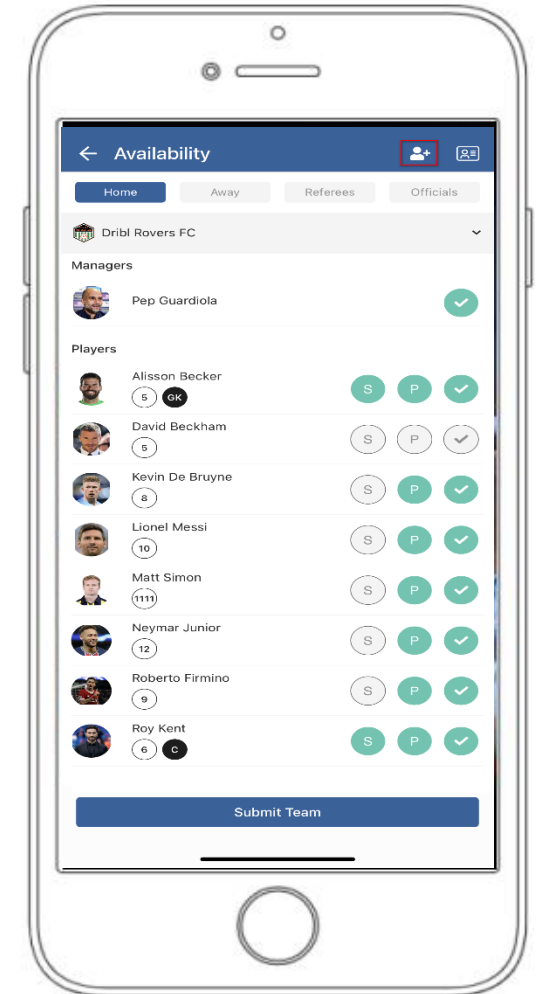 Availability
Home Away Referees Officials
Dribl Rovers FC
Managers
Pep Guardiola
Players
Alisson Becker
5 GK S P
David Beckham
5 S P
Kevin De Bruyne
8 S P
Lionel Messi
10 S P
Matt Simon
1111 S P
Neymar Junior
12 S P
Roberto Firmino
9 S P
Roy Kent
6 C S P
Submit Team